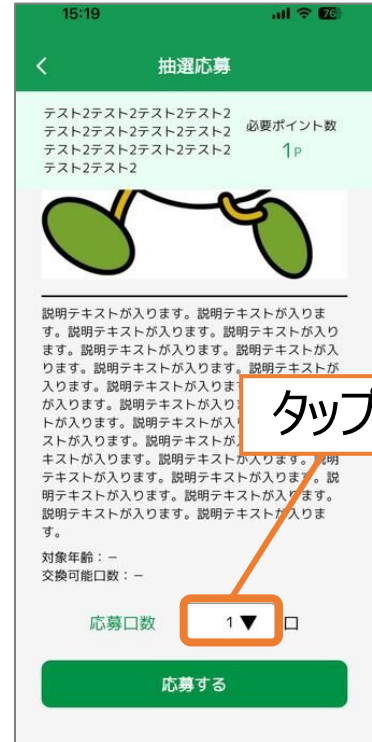 15:19
76
抽選応募
テスト2テスト2テスト2テスト2
テスト2テスト2テスト2テスト2
テスト2テスト2テスト2テスト2
テスト2テスト2
必要ポイント数
1P
説明テキストが入ります。説明テキストが入りま
す。説明テキストが入ります。説明テキストが入り
ます。説明テキストが入ります。説明テキストが入
ります。説明テキストが入ります。説明テキストが
入ります。説明テキストが入りま
が入ります。説明テキストが入り
トが入ります。説明テキストが入
ストが入ります。説明テキストが
キストが入ります。説明テキストが入ります。説明
テキストが入ります。説明テキストが入ります。説
明テキストが入ります。説明テキストが入ります。
説明テキストが入ります。説明テキストが入りま
す。
タップ
対象年齢：－
交換可能口数：－
応募口数 1▼ 口
応募する